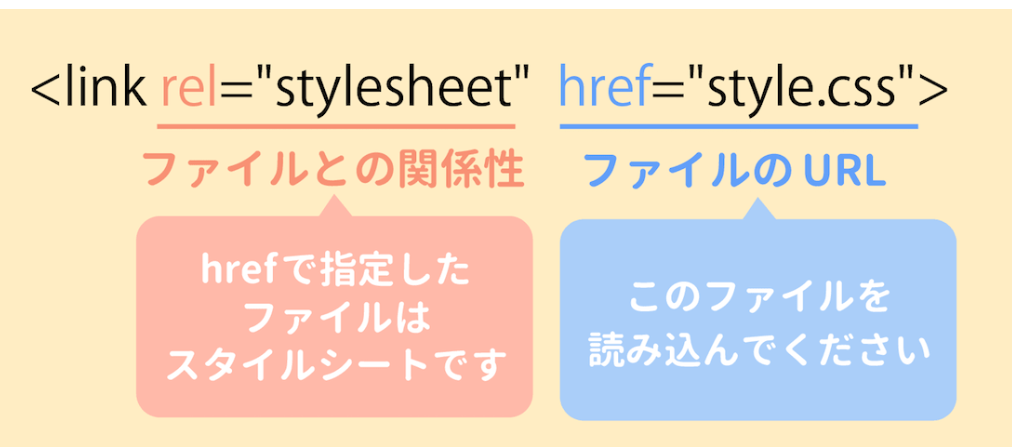 <link rel="stylesheet" href="style.css">
ファイルとの関係性
ファイルのURL
hrefで指定した
ファイルは
スタイルシートです
このファイルを
読み込んでください